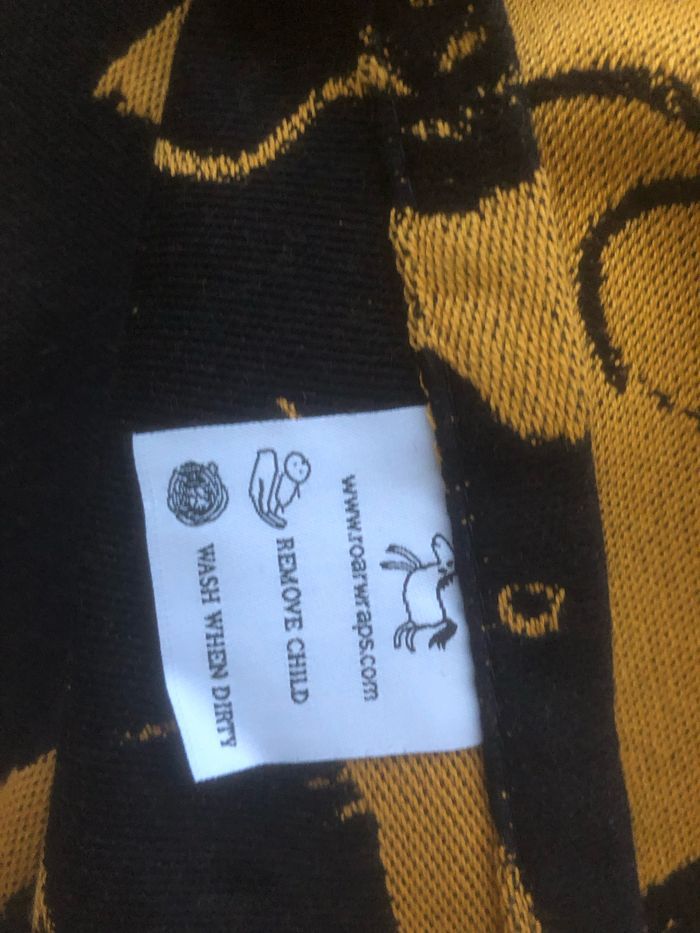 www.roarwraps.com
REMOVE CHILD
WASH WHEN DIRTY